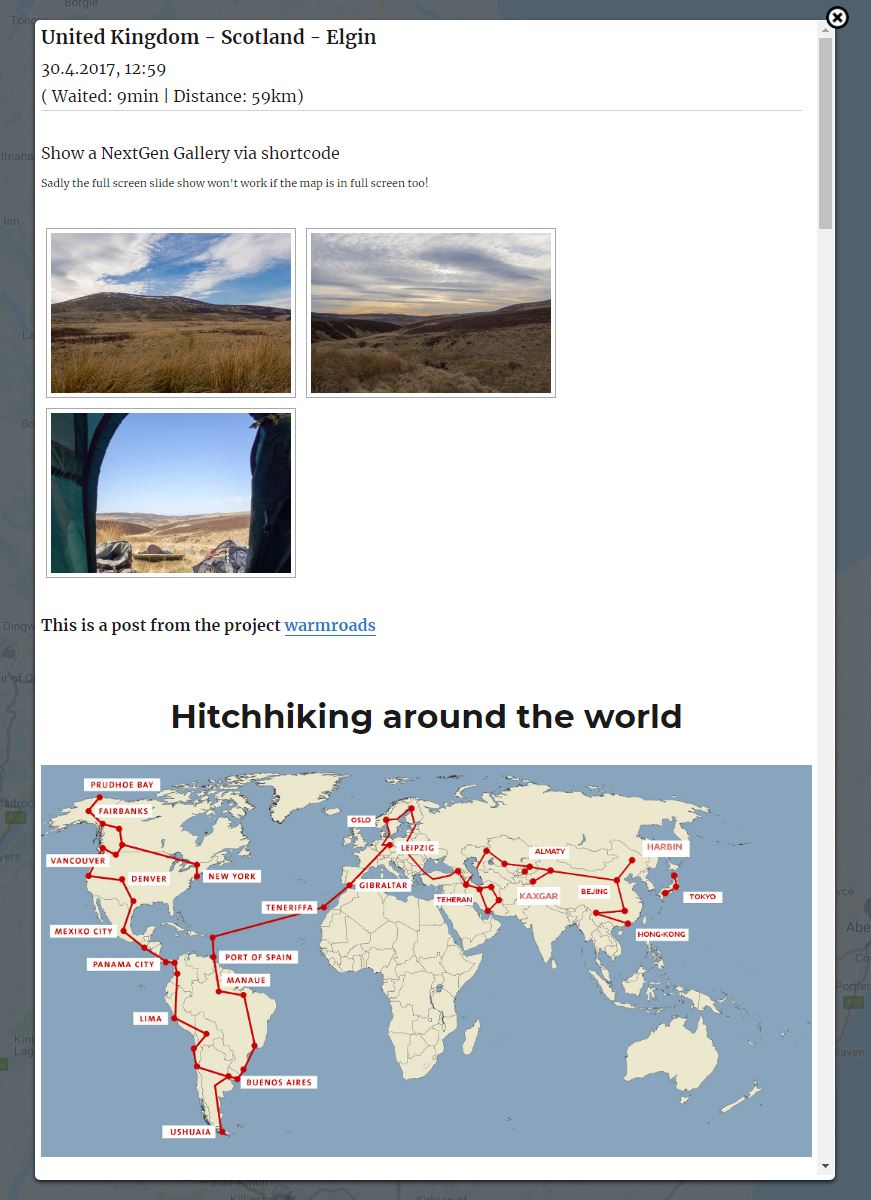 Borgie
United Kingdom - Scotland - Elgin
30.4.2017, 12:59
( Waited: 9min | Distance: 59km)
Show a NextGen Gallery via shortcode
Sadly the full screen slide show won't work if the map is in full screen too!
Inn
This is a post from the project warmroads
Hitchhiking around the world
PRUDHOE BAY
FAIRBANKS
OSLO
LEIPZIG
ALMATY
HARBIN
VANCOUVER
DENVER
NEW YORK
GIBRALTAR
TEHERAN
KAXGAR
BEJING
TOKYO
TENERIFFA
MEXIKO CITY
HONG-KONG
PANAMA CITY
PORT OF SPAIN
MANAUE
LIMA
BUENOS AIRES
USHUAIA